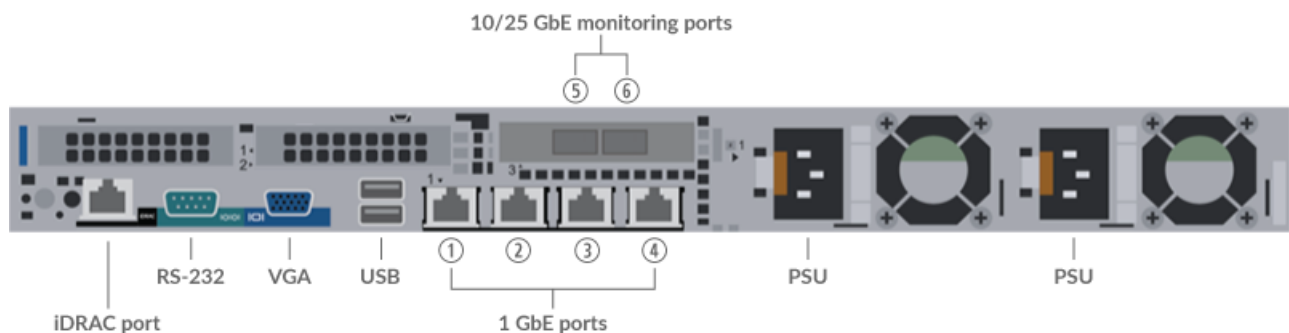 10/25 GbE monitoring ports
⑤ ⑥
1
2
3
1
1
iDRAC
① ② ③ ④
RS-232 VGA USB PSU PSU
iDRAC port 1 GbE ports